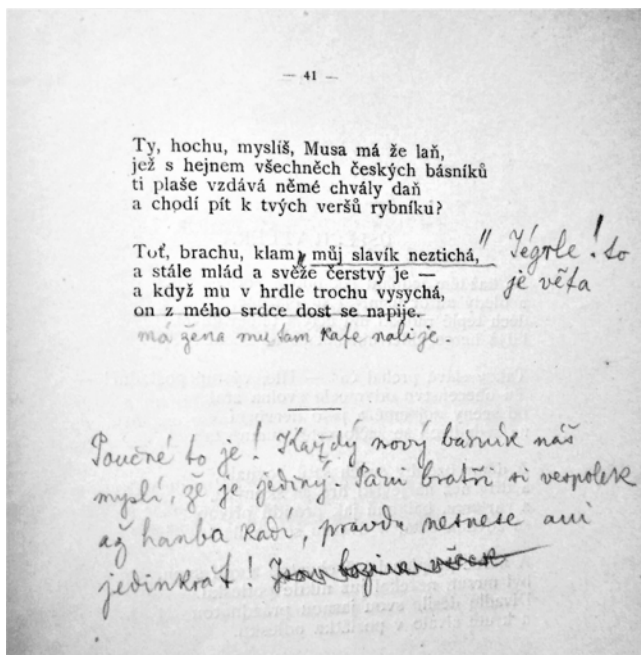 — 41 —
Ty, hochu, myslíš, Musa má že laň,
jež s hejnem všechněch českých básníků
ti plaše vzdává němé chvály daň
a chodí pít k tvých veršů rybníku?
Toť, brachu, klam, můj slavík neztichá," Jégrle! to
a stále mlád a svěže čerstvý je — je věta
a když mu v hrdle trochu vysychá,
on z mého srdce dost se napije.
má žena mu tam kafe nalije.
Poučné to je! Každý nový básník náš
myslí, že je jediný. Páni bratří si vespolek
až hanba kadí, pravdu nesnese ani
jedinkrát!